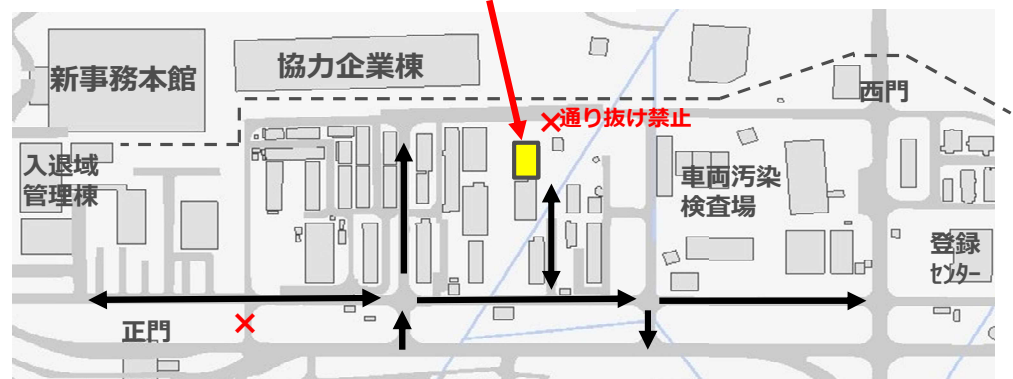 新事務本館
協力企業棟
西門
通り抜け禁止
入退域
管理棟
車両汚染
検査場
登録
ｾﾝﾀｰ
正門